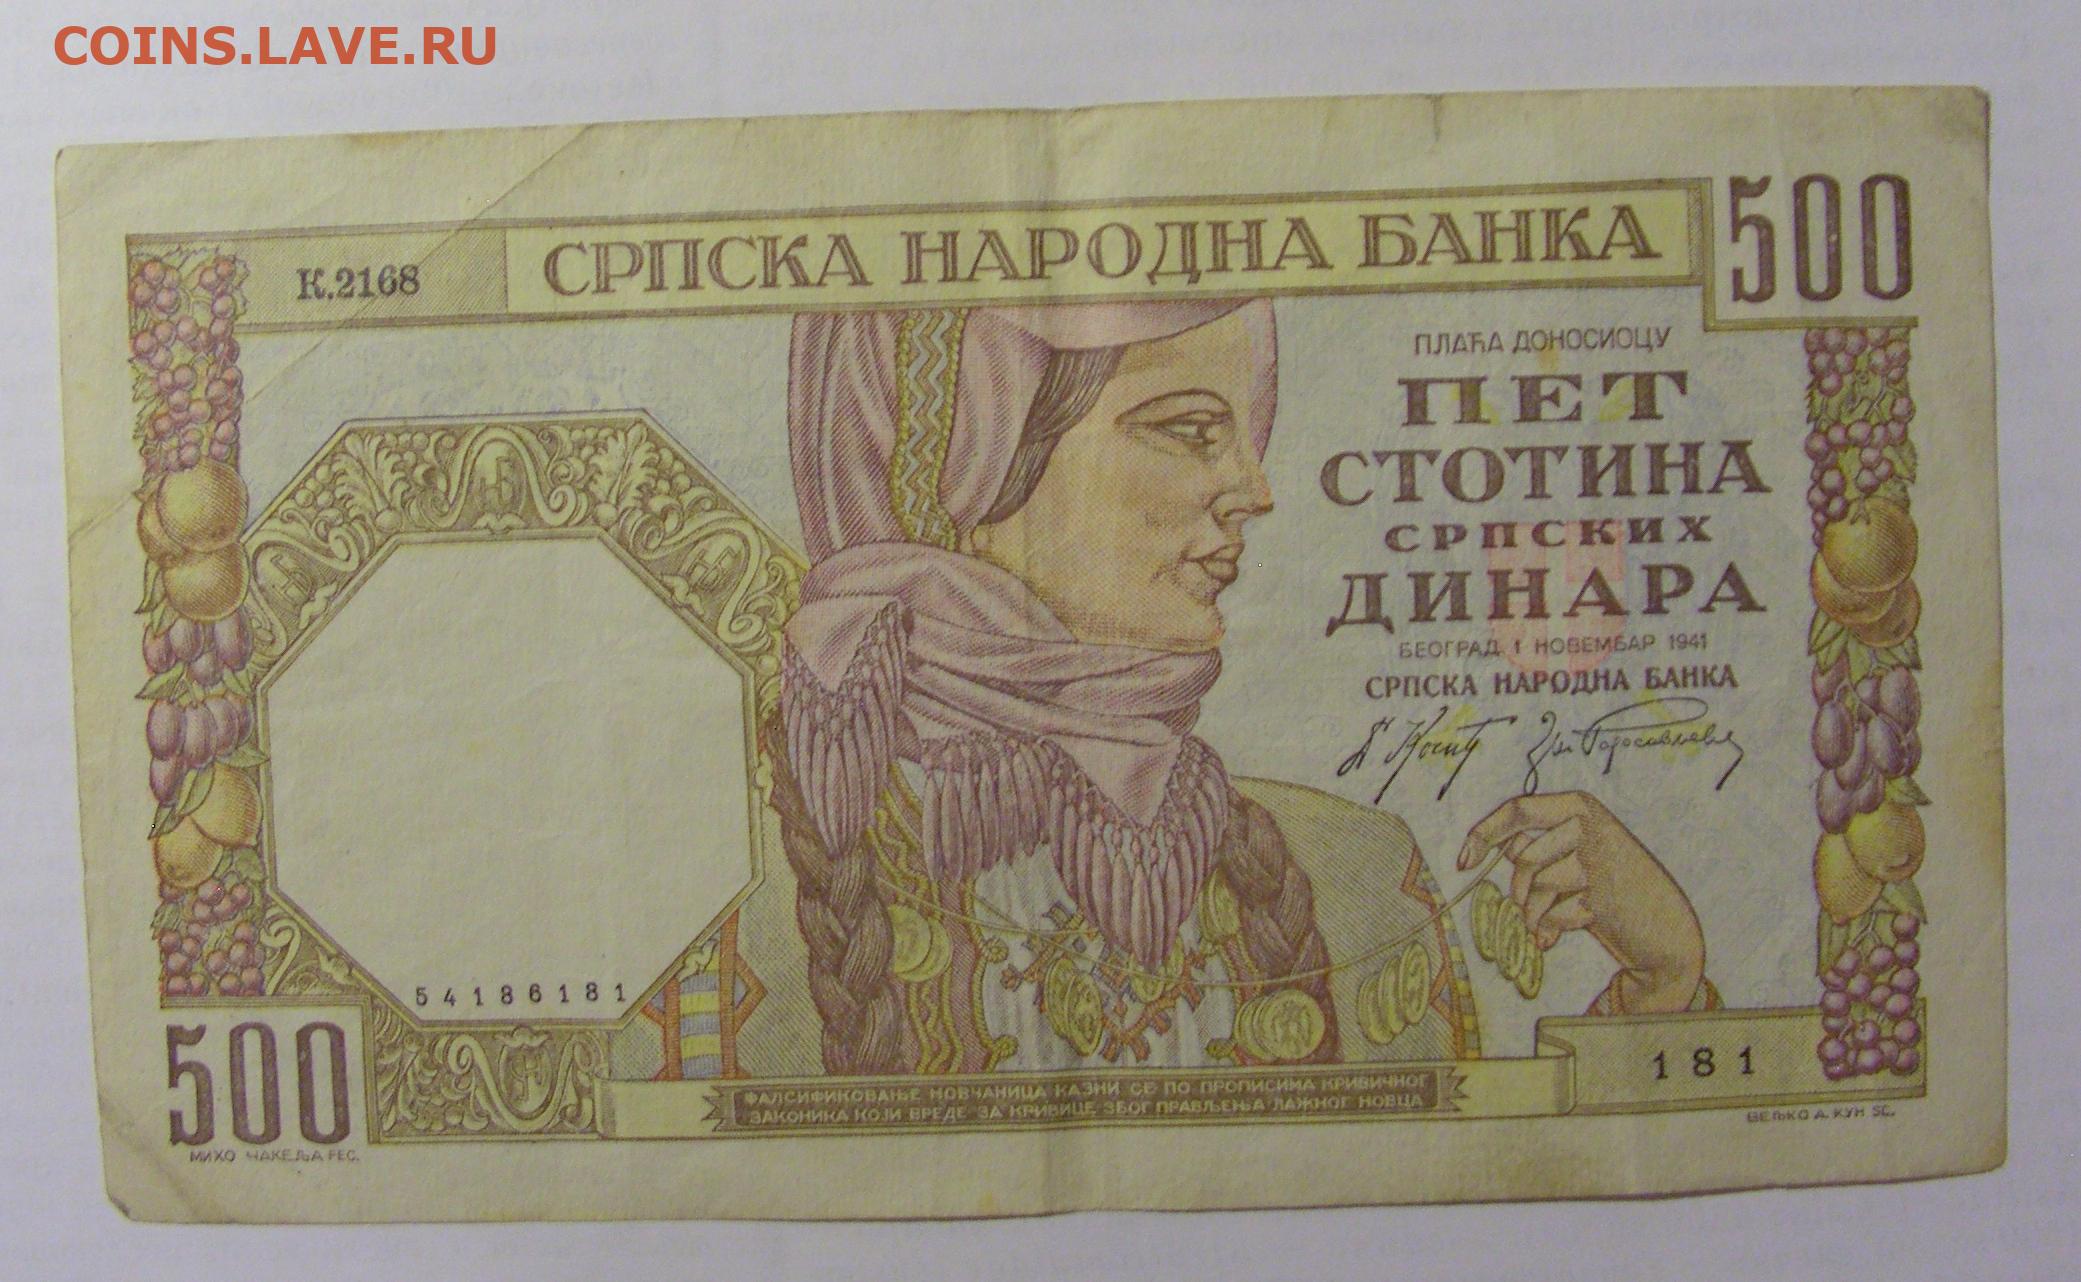 COINS.LAVE.RU
К.2168
СРПСКА НАРОДНА БАНКА
500
ПЛАЋА ДОНОСИОЦУ
ПЕТ
СТОТИНА
СРПСКИХ
ДИНАРА
БЕОГРАД 1 НОВЕМБАР 1941
СРПСКА НАРОДНА БАНКА
54186181
500
181
ФАЛСИФИКОВАЊЕ НОВЧАНИЦА КАЗНИ СЕ ПО ПРОПИСИМА КРИВИЧНОГ
ЗАКОНИКА КОЈИ ВРЕДЕ ЗА КРИВИЦЕ ЗБОГ ПРАВЉЕЊА ЛАЖНОГ НОВЦА
МИХО ЧАКЕЉА FEC.
ВЕЉКО А. КУН SC.